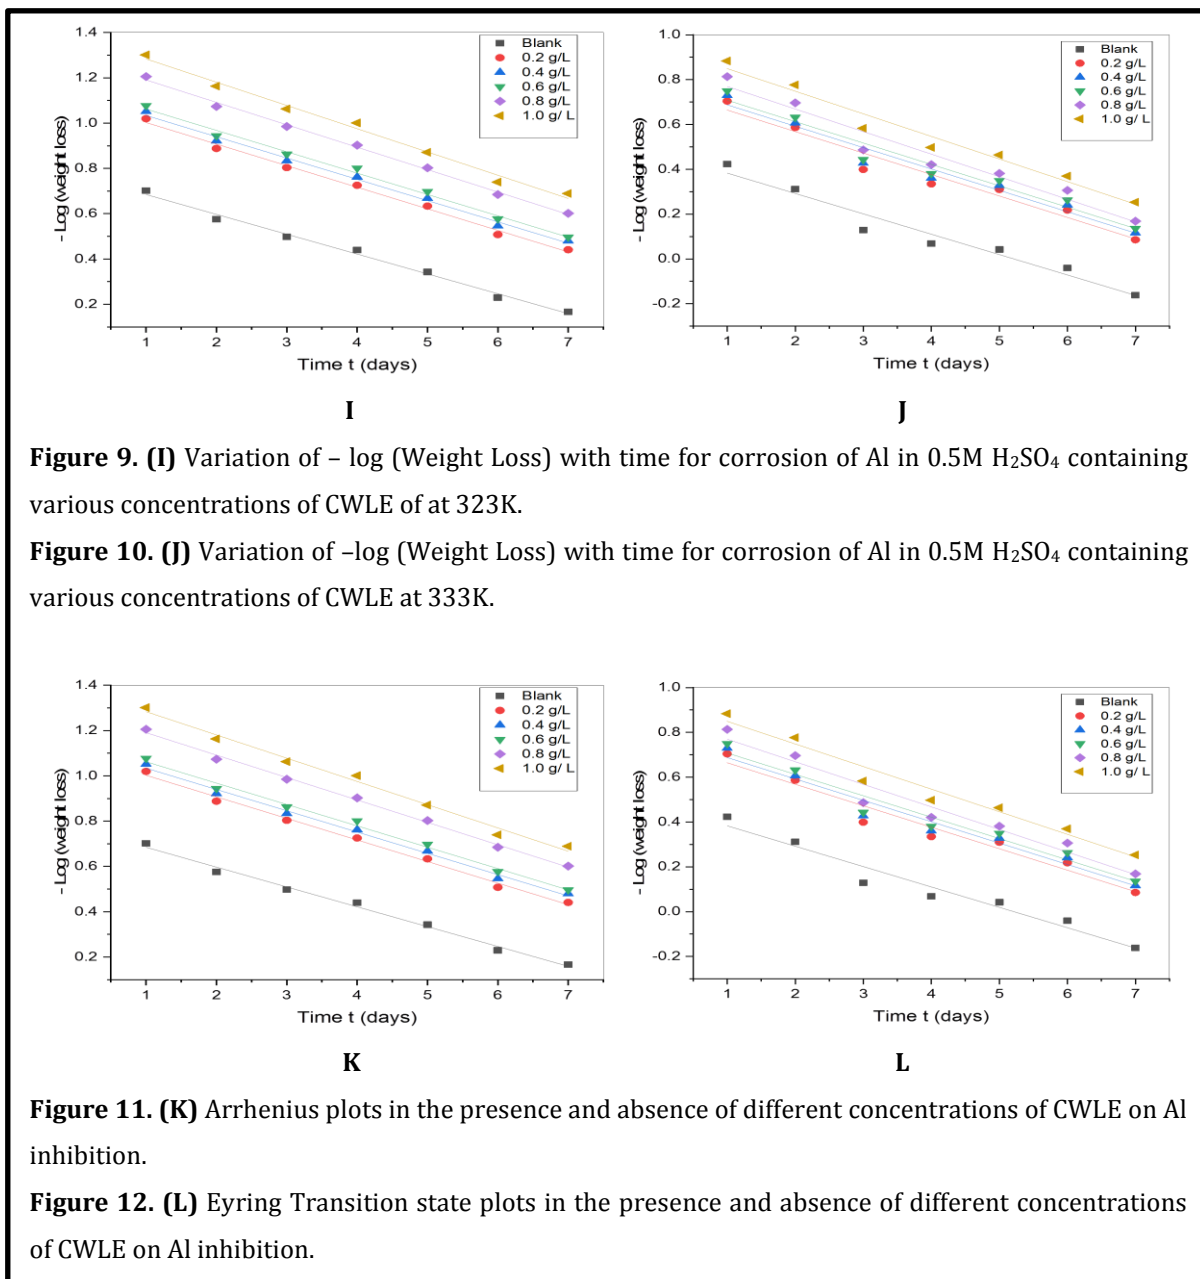 1.4
1.2
1.0
0.8
0.6
0.4
0.2
- Log (weight loss)
Blank
0.2 g/L
0.4 g/L
0.6 g/L
0.8 g/L
1.0 g/ L
1 2 3 4 5 6 7
Time t (days)
I
1.0
0.8
0.6
0.4
0.2
0.0
-0.2
- Log (weight loss)
Blank
0.2 g/L
0.4 g/L
0.6 g/L
0.8 g/L
1.0 g/L
1 2 3 4 5 6 7
Time t (days)
J
Figure 9. (I) Variation of – log (Weight Loss) with time for corrosion of Al in 0.5M H₂SO₄ containing
various concentrations of CWLE of at 323K.
Figure 10. (J) Variation of –log (Weight Loss) with time for corrosion of Al in 0.5M H₂SO₄ containing
various concentrations of CWLE at 333K.
1.4
1.2
1.0
0.8
0.6
0.4
0.2
- Log (weight loss)
Blank
0.2 g/L
0.4 g/L
0.6 g/L
0.8 g/L
1.0 g/ L
1 2 3 4 5 6 7
Time t (days)
K
1.0
0.8
0.6
0.4
0.2
0.0
-0.2
- Log (weight loss)
Blank
0.2 g/L
0.4 g/L
0.6 g/L
0.8 g/L
1.0 g/L
1 2 3 4 5 6 7
Time t (days)
L
Figure 11. (K) Arrhenius plots in the presence and absence of different concentrations of CWLE on Al
inhibition.
Figure 12. (L) Eyring Transition state plots in the presence and absence of different concentrations
of CWLE on Al inhibition.